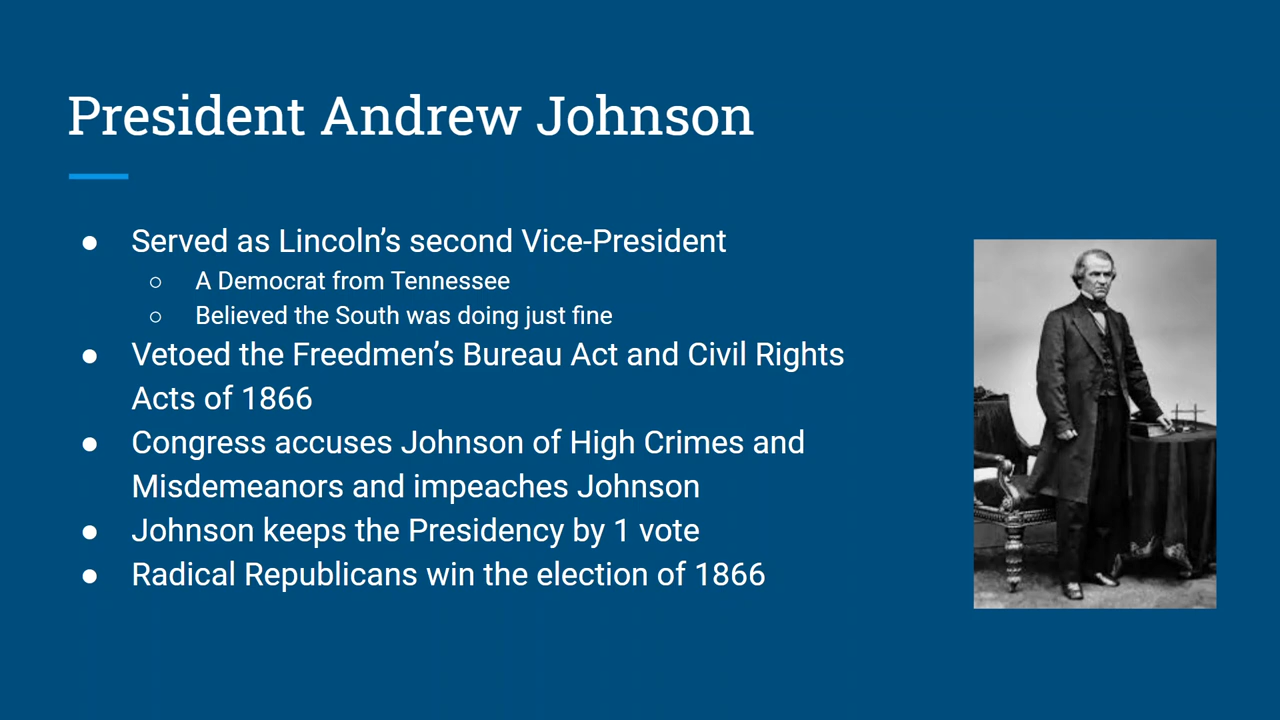 President Andrew Johnson
● Served as Lincoln’s second Vice-President
○ A Democrat from Tennessee
○ Believed the South was doing just fine
● Vetoed the Freedmen’s Bureau Act and Civil Rights
Acts of 1866
● Congress accuses Johnson of High Crimes and
Misdemeanors and impeaches Johnson
● Johnson keeps the Presidency by 1 vote
● Radical Republicans win the election of 1866